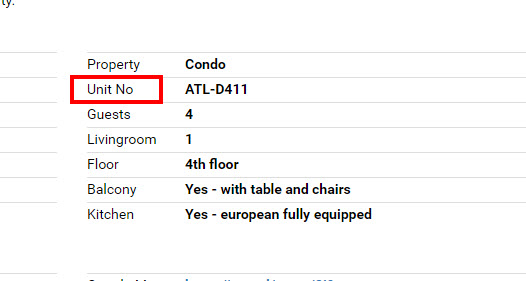 ty.
Property Condo
Unit No ATL-D411
Guests 4
Livingroom 1
Floor 4th floor
Balcony Yes - with table and chairs
Kitchen Yes - european fully equipped